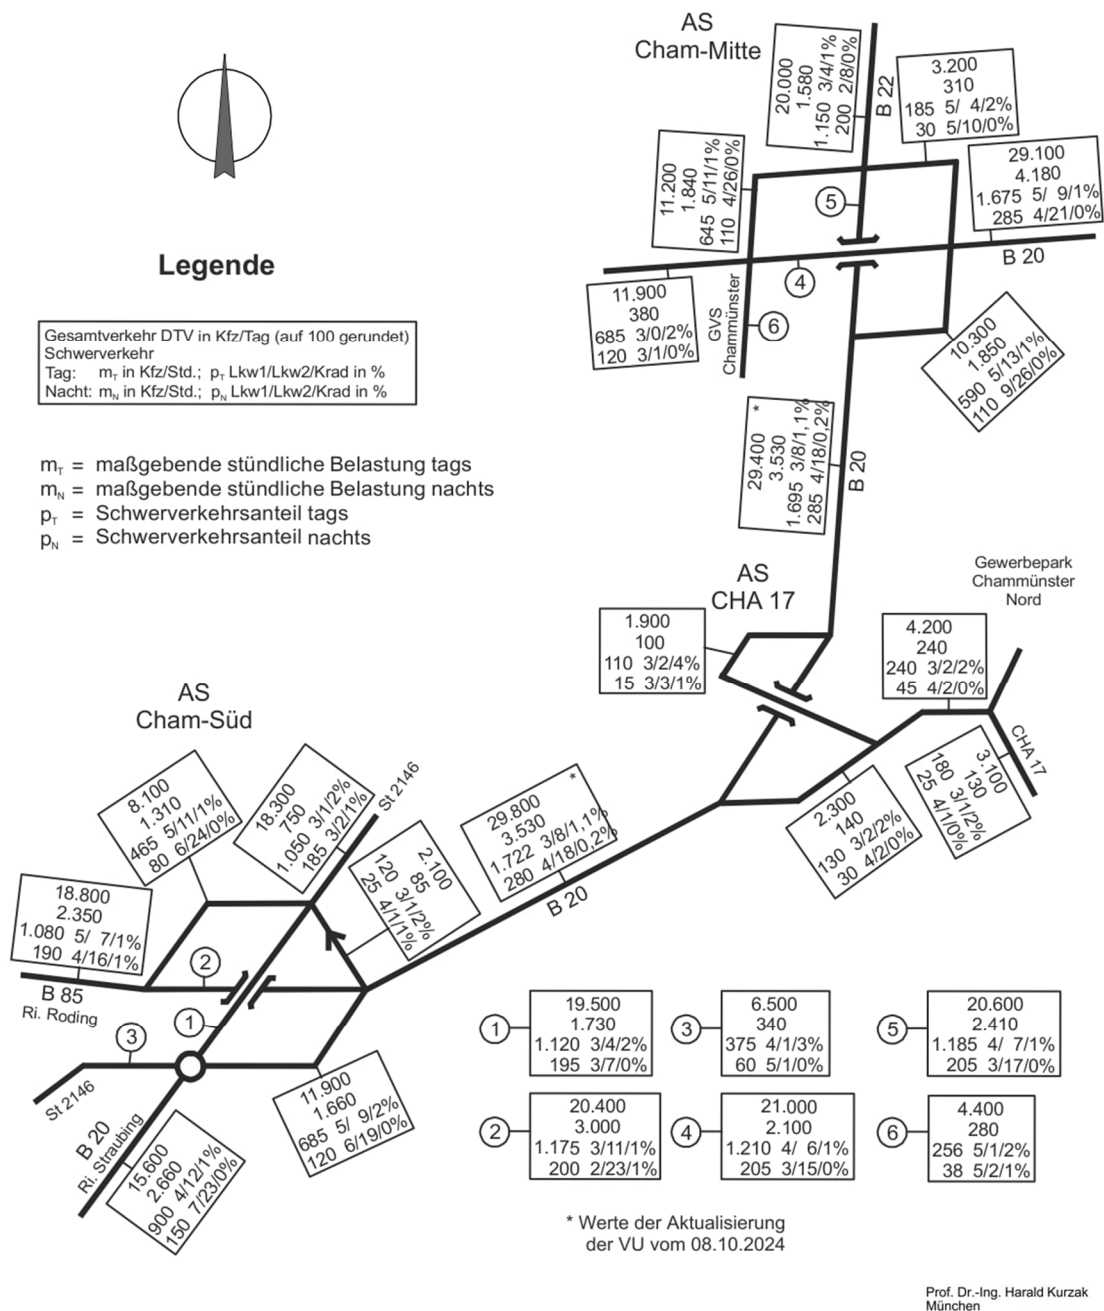 AS
Cham-Mitte
20.000
1.580
1.150 3/4/1%
200 2/8/0%
B 22
3.200
310
185 5/ 4/2%
30 5/10/0%
29.100
4.180
1.675 5/ 9/1%
285 4/21/0%
11.200
1.840
645 5/11/1%
110 4/26/0%
5
B 20
4
11.900
380
685 3/0/2%
120 3/1/0%
GVS
Chammünster
6
10.300
1.850
590 5/13/1%
110 9/26/0%
Legende
Gesamtverkehr DTV in Kfz/Tag (auf 100 gerundet)
Schwerverkehr
Tag: mT in Kfz/Std.; pT Lkw1/Lkw2/Krad in %
Nacht: mN in Kfz/Std.; pN Lkw1/Lkw2/Krad in %
mT = maßgebende stündliche Belastung tags
mN = maßgebende stündliche Belastung nachts
pT = Schwerverkehrsanteil tags
pN = Schwerverkehrsanteil nachts
29.400 *
3.530
1.695 3/8/1,1%
285 4/18/0,2%
B 20
AS
CHA 17
Gewerbepark
Chammünster
Nord
1.900
100
110 3/2/4%
15 3/3/1%
4.200
240
240 3/2/2%
45 4/2/0%
CHA 17
3.100
130
180 3/1/2%
25 4/1/0%
2.300
140
130 3/2/2%
30 4/2/0%
AS
Cham-Süd
8.100
1.310
465 5/11/1%
80 6/24/0%
18.300
750
1.050 3/1/2%
185 3/2/1%
St 2146
2.100
85
120 3/1/2%
25 4/1/1%
29.800 *
3.530
1.722 3/8/1,1%
280 4/18/0,2%
B 20
18.800
2.350
1.080 5/ 7/1%
190 4/16/1%
B 85
Ri. Roding
2
1
3
St 2146
B 20
Ri. Straubing
15.600
2.660
900 4/12/1%
150 7/23/0%
11.900
1.660
685 5/ 9/2%
120 6/19/0%
1
19.500
1.730
1.120 3/4/2%
195 3/7/0%
3
6.500
340
375 4/1/3%
60 5/1/0%
5
20.600
2.410
1.185 4/ 7/1%
205 3/17/0%
2
20.400
3.000
1.175 3/11/1%
200 2/23/1%
4
21.000
2.100
1.210 4/ 6/1%
205 3/15/0%
6
4.400
280
256 5/1/2%
38 5/2/1%
* Werte der Aktualisierung
der VU vom 08.10.2024
Prof. Dr.-Ing. Harald Kurzak
München